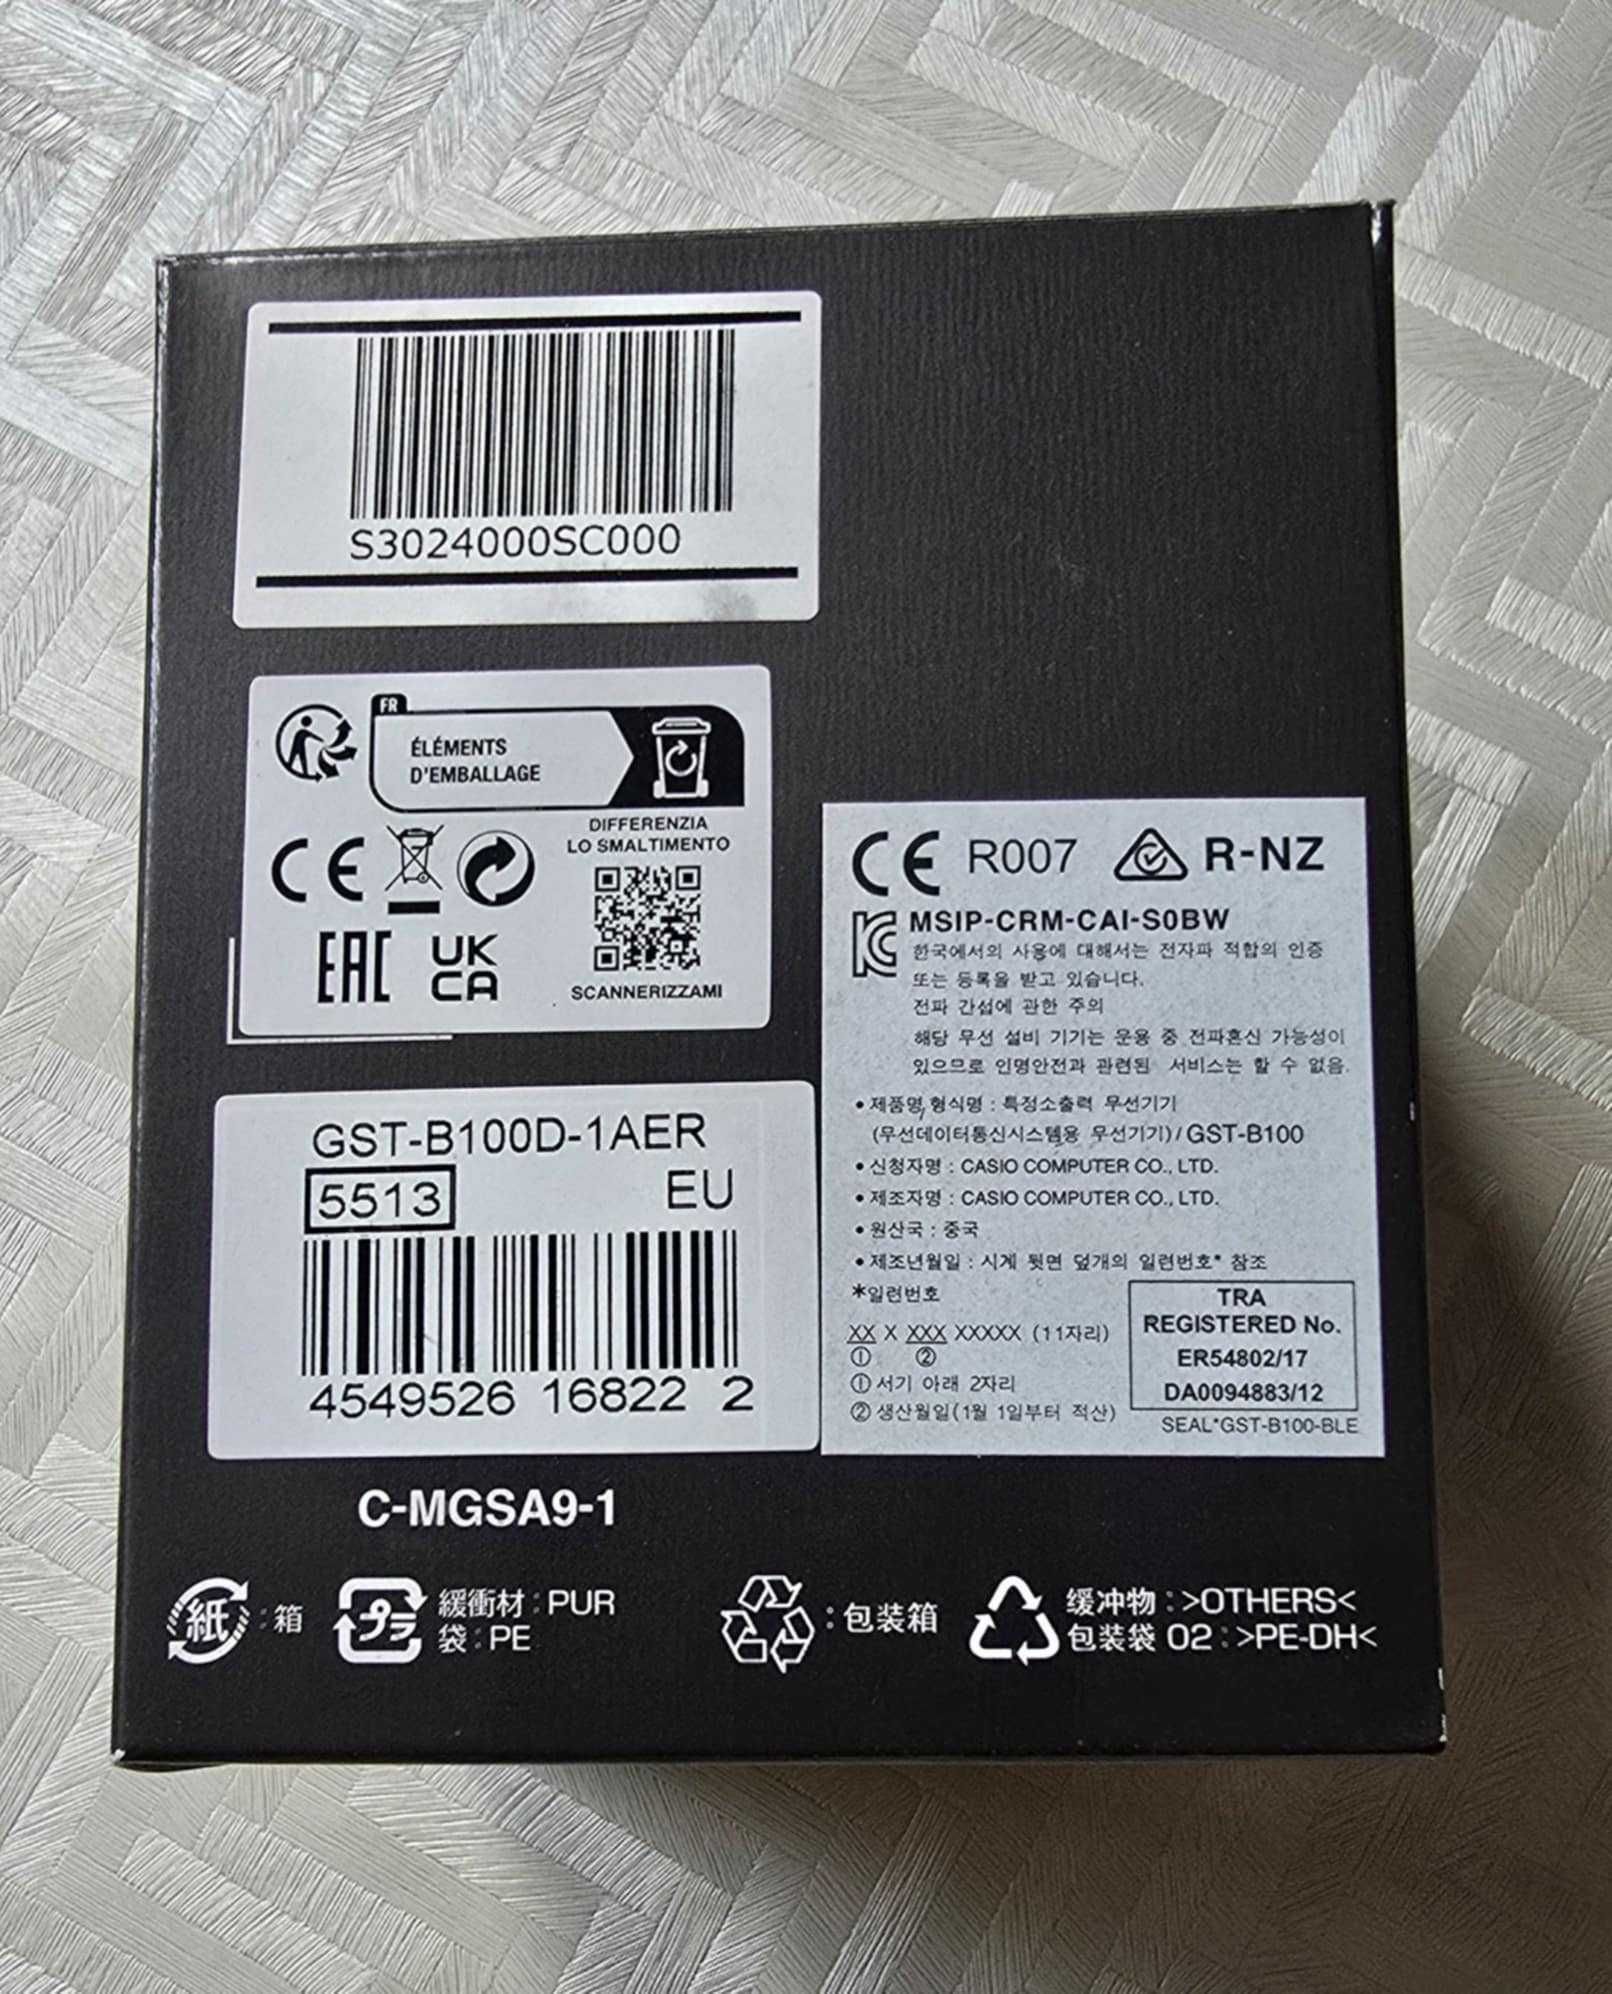 S3024000SC000
FR
ÉLÉMENTS
D'EMBALLAGE
DIFFERENZIA
LO SMALTIMENTO
CE
EAC
UK
CA
SCANNERIZZAMI
GST-B100D-1AER
5513
EU
4549526 16822 2
CE R007 R-NZ
MSIP-CRM-CAI-S0BW
한국에서의 사용에 대해서는 전자파 적합의 인증
또는 등록을 받고 있습니다.
전파 간섭에 관한 주의
해당 무선 설비 기기는 운용 중 전파혼신 가능성이
있으므로 인명안전과 관련된 서비스는 할 수 없음.
• 제품명, 형식명 : 특정소출력 무선기기
(무선데이터통신시스템용 무선기기) / GST-B100
• 신청자명 : CASIO COMPUTER CO., LTD.
• 제조자명 : CASIO COMPUTER CO., LTD.
• 원산국 : 중국
• 제조년월일 : 시계 뒷면 덮개의 일련번호* 참조
*일련번호
XX X XXX XXXXX (11자리)
① ②
① 서기 아래 2자리
② 생산월일(1월 1일부터 적산)
TRA
REGISTERED No.
ER54802/17
DA0094883/12
SEAL*GST-B100-BLE
C-MGSA9-1
紙 : 箱
プラ 緩衝材 : PUR
袋 : PE
: 包装箱
缓冲物 : >OTHERS<
包装袋 02 : >PE-DH<